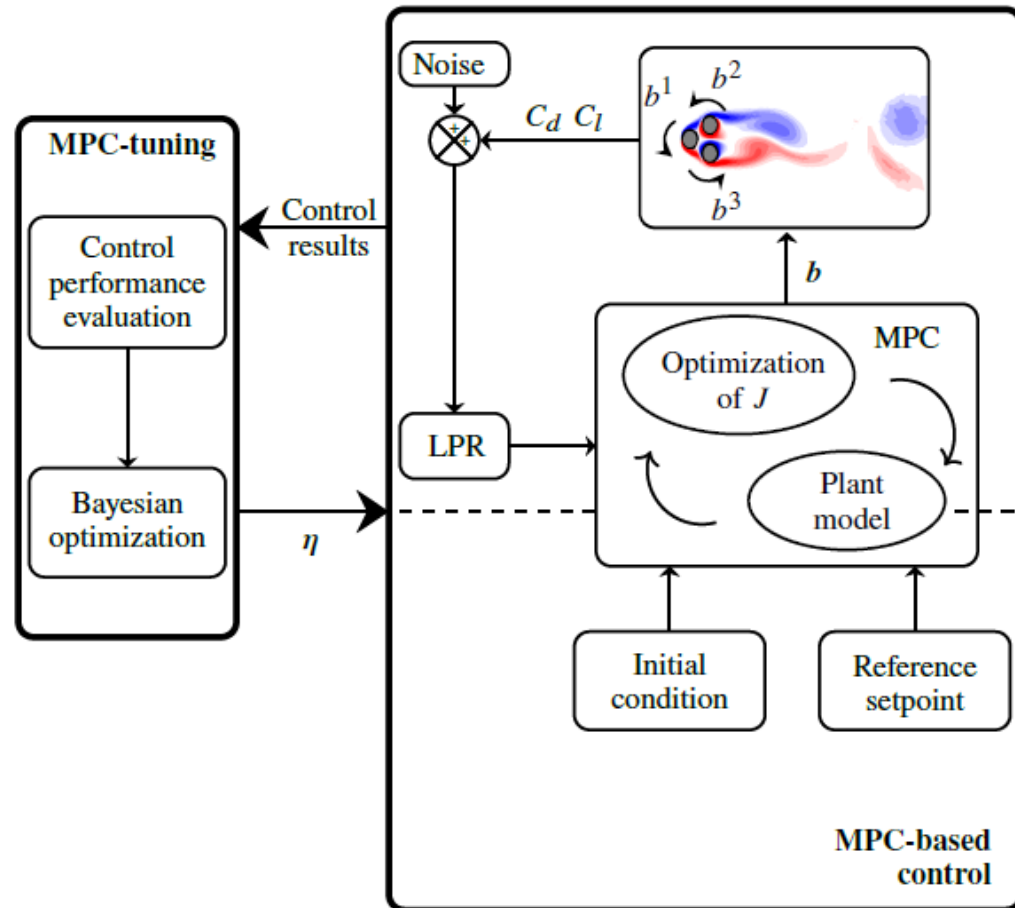 MPC-tuning
Control
performance
evaluation
Bayesian
optimization
Control
results
η
Noise
+
+
C_d C_l
b^1
b^2
b^3
b
LPR
MPC
Optimization
of J
Plant
model
Initial
condition
Reference
setpoint
MPC-based
control